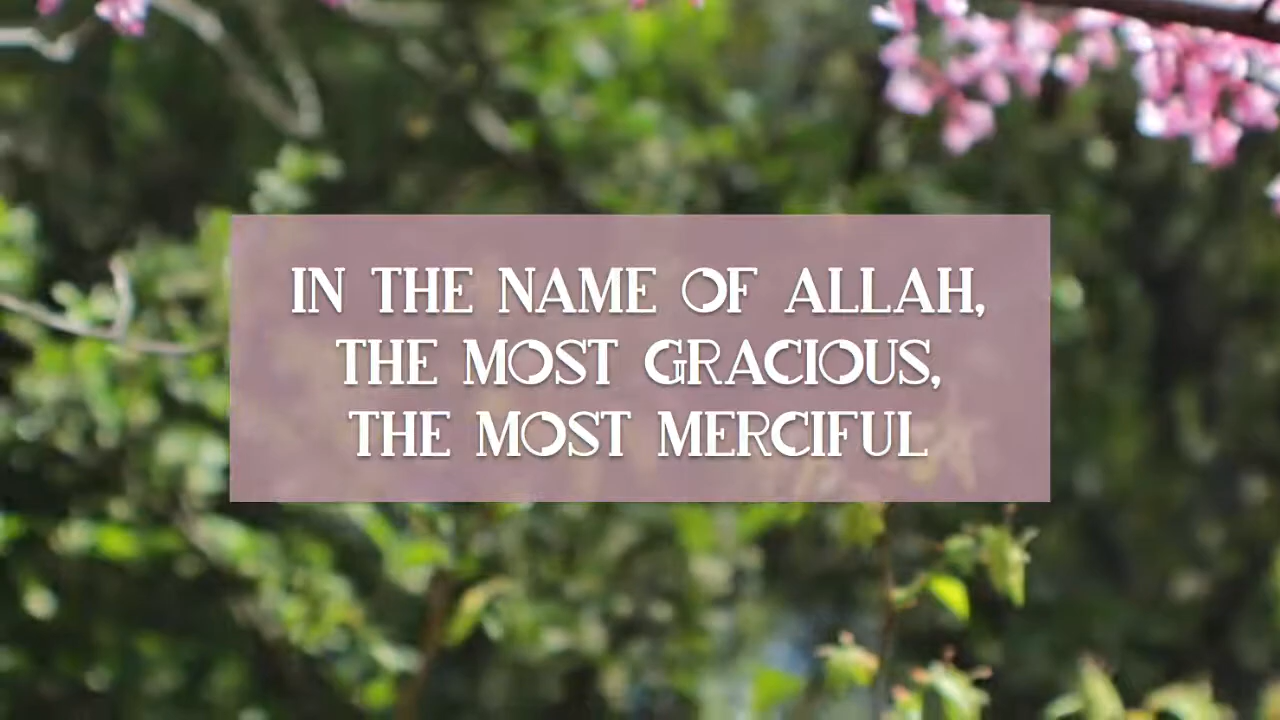 IN THE NAME OF ALLAH,
THE MOST GRACIOUS,
THE MOST MERCIFUL